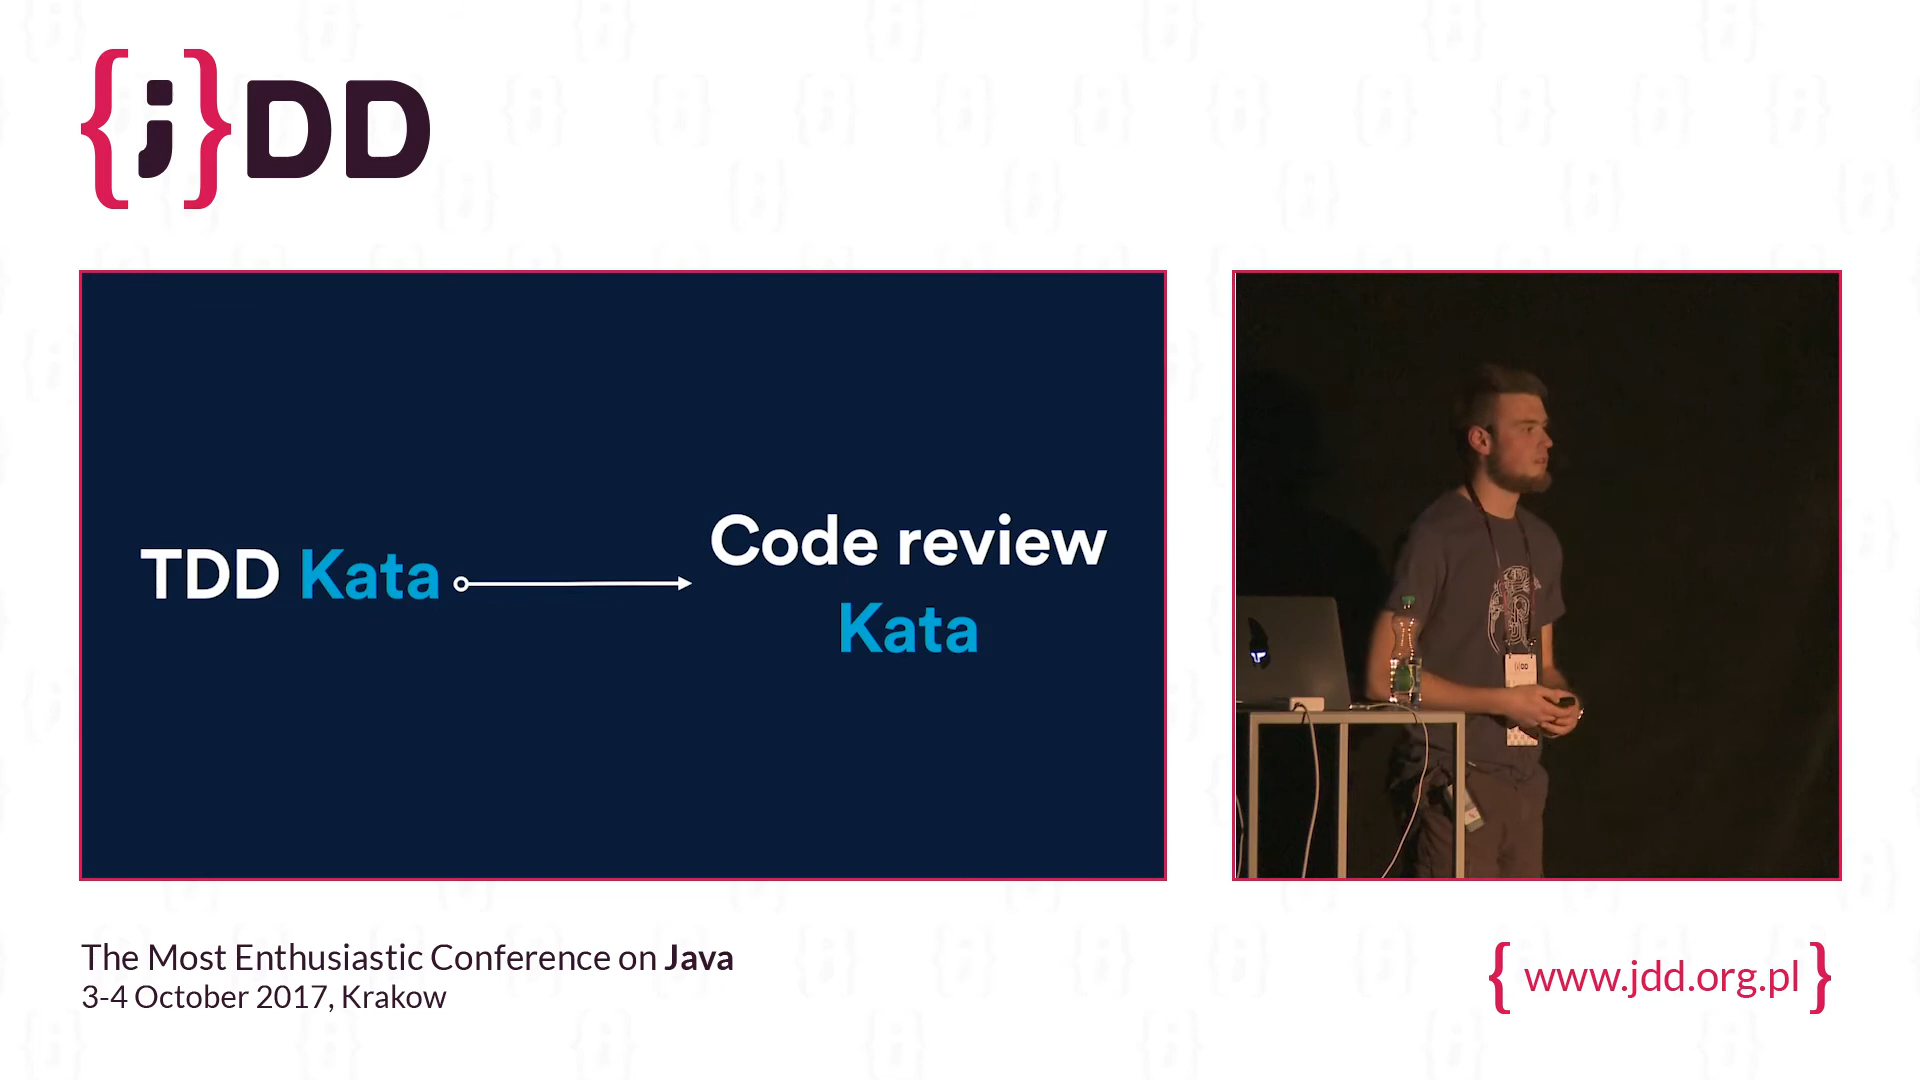 {j}DD
TDD Kata
Code review
Kata
The Most Enthusiastic Conference on Java
3-4 October 2017, Krakow
{ www.jdd.org.pl }